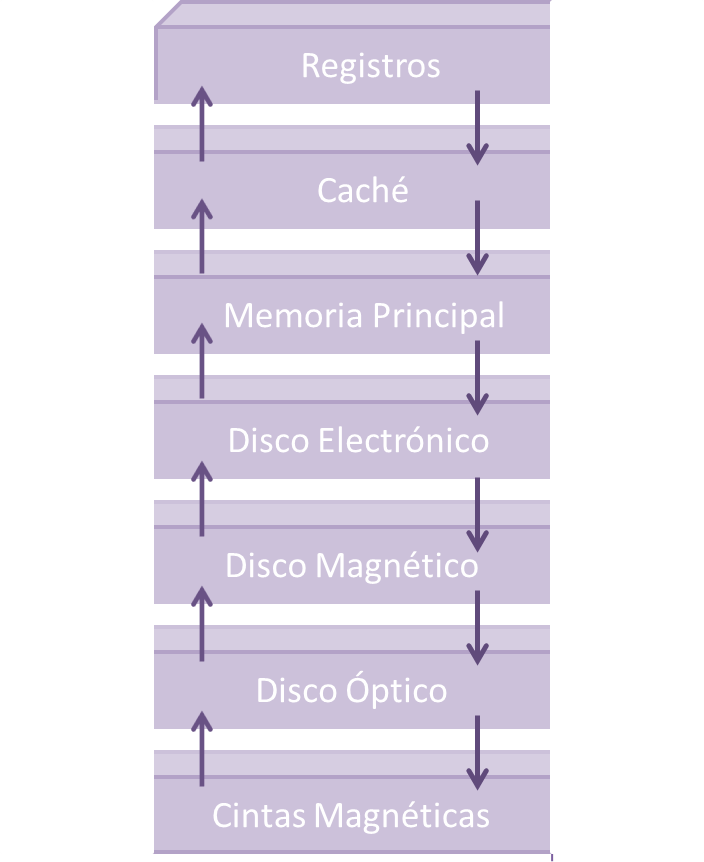 Registros
Caché
Memoria Principal
Disco Electrónico
Disco Magnético
Disco Óptico
Cintas Magnéticas